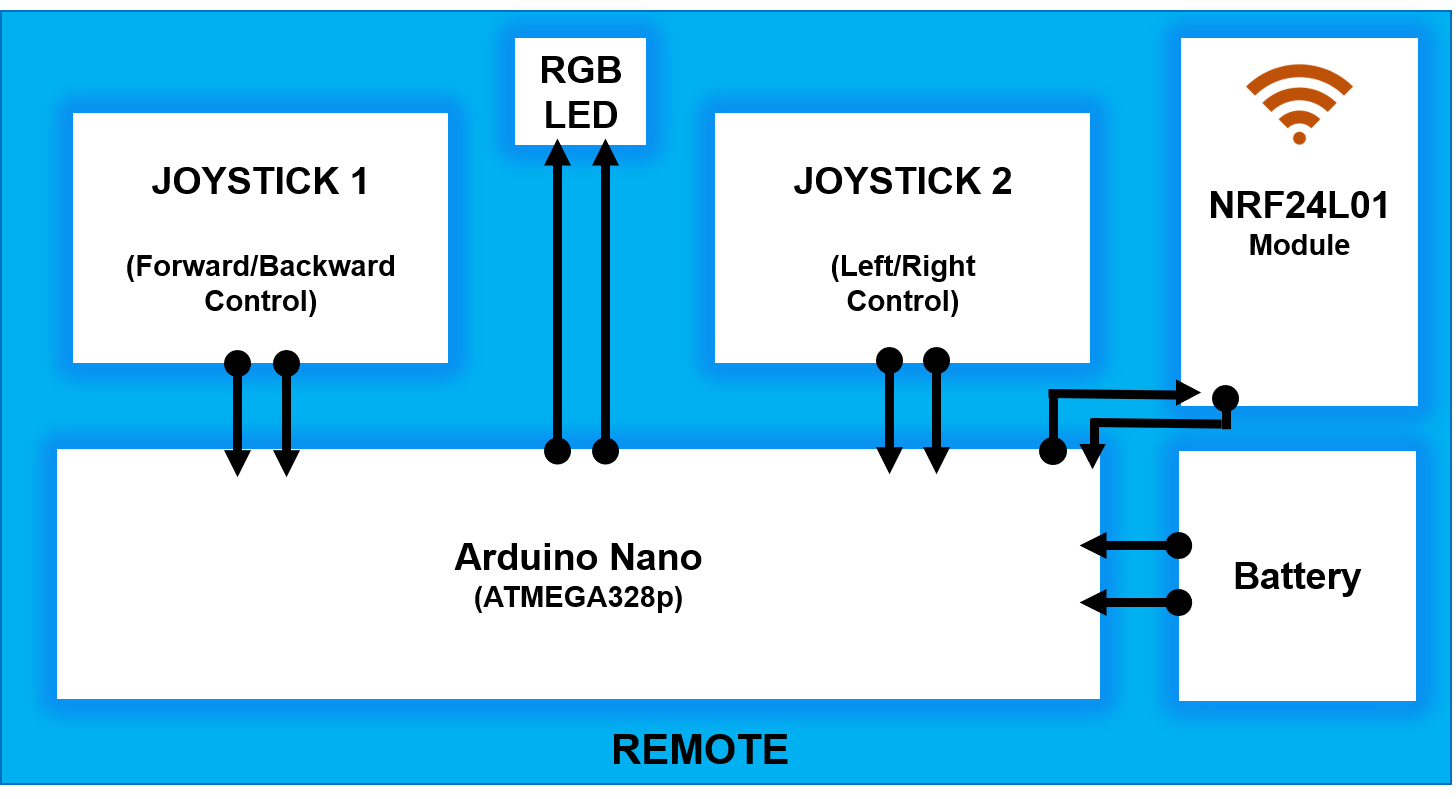 RGB
LED
JOYSTICK 1
(Forward/Backward
Control)
JOYSTICK 2
(Left/Right
Control)
NRF24L01
Module
Arduino Nano
(ATMEGA328p)
Battery
REMOTE